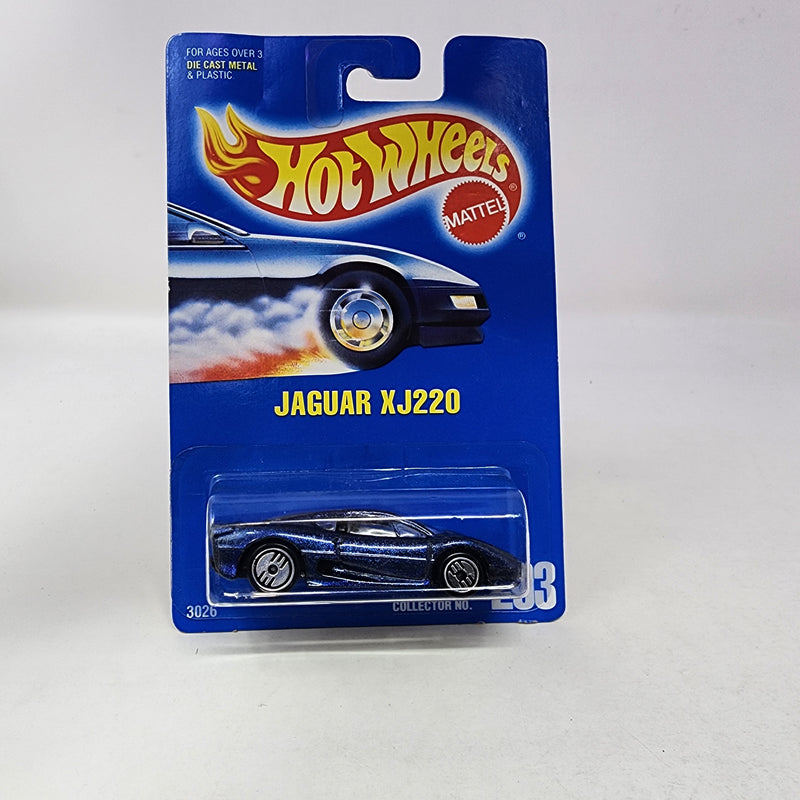 FOR AGES OVER 3
DIE CAST METAL
& PLASTIC
HOT WHEELS ®
MATTEL ®
JAGUAR XJ220
3026
COLLECTOR NO.